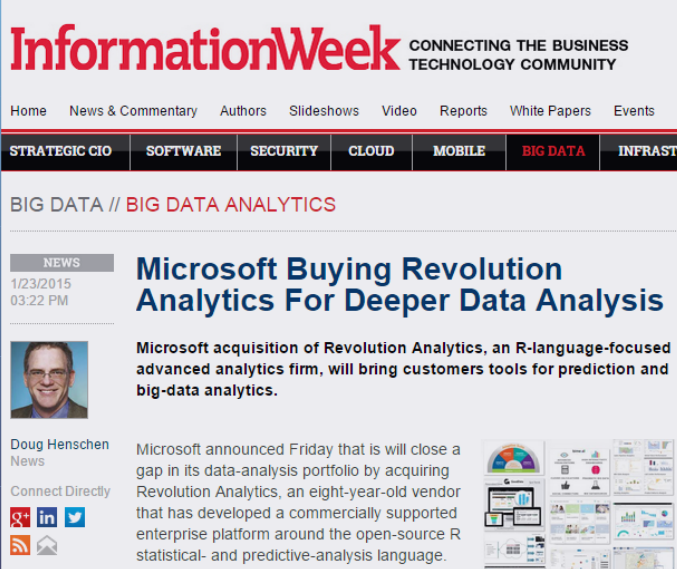 InformationWeek
CONNECTING THE BUSINESS
TECHNOLOGY COMMUNITY
Home News & Commentary Authors Slideshows Video Reports White Papers Events
STRATEGIC CIO SOFTWARE SECURITY CLOUD MOBILE BIG DATA INFRAST
BIG DATA // BIG DATA ANALYTICS
NEWS
1/23/2015
03:22 PM
Doug Henschen
News
Connect Directly
g+ in
Microsoft Buying Revolution
Analytics For Deeper Data Analysis
Microsoft acquisition of Revolution Analytics, an R-language-focused
advanced analytics firm, will bring customers tools for prediction and
big-data analytics.
Microsoft announced Friday that is will close a
gap in its data-analysis portfolio by acquiring
Revolution Analytics, an eight-year-old vendor
that has developed a commercially supported
enterprise platform around the open-source R
statistical- and predictive-analysis language.